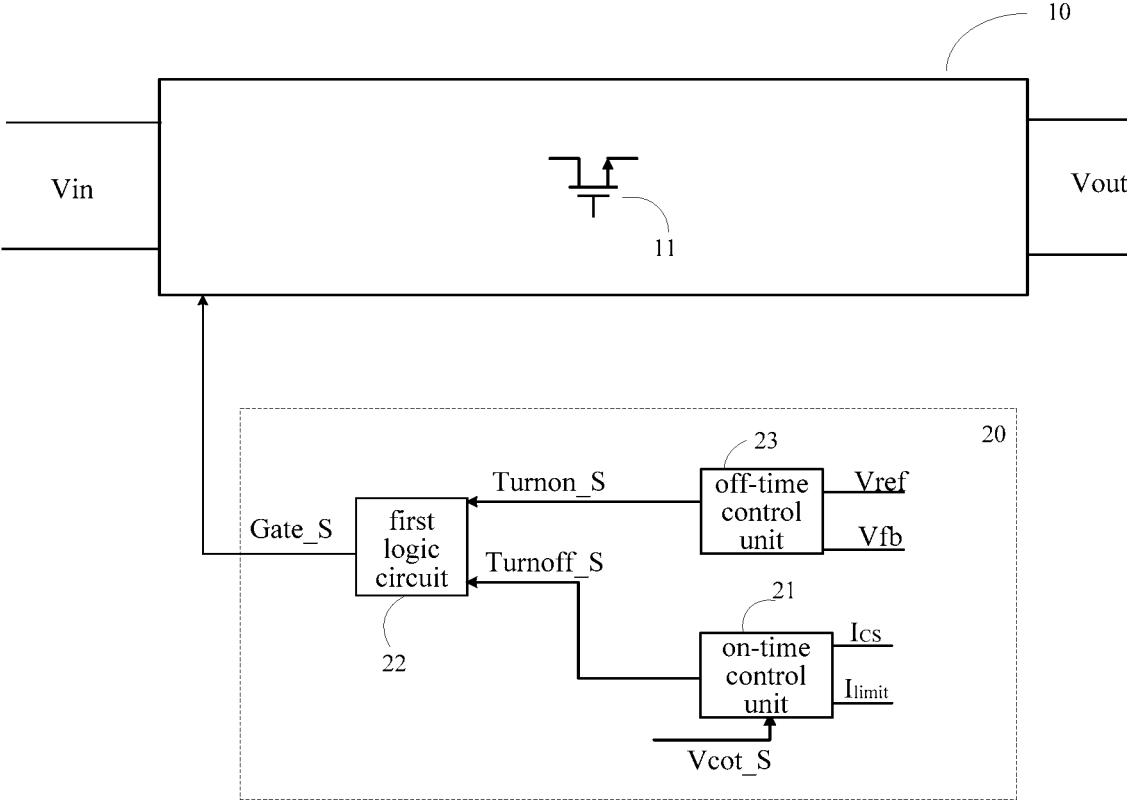 10
Vin
Vout
11
20
23
Turnon_S
off-time
control
unit
Vref
Vfb
Gate_S
first
logic
circuit
Turnoff_S
22
21
on-time
control
unit
ICS
Ilimit
Vcot_S